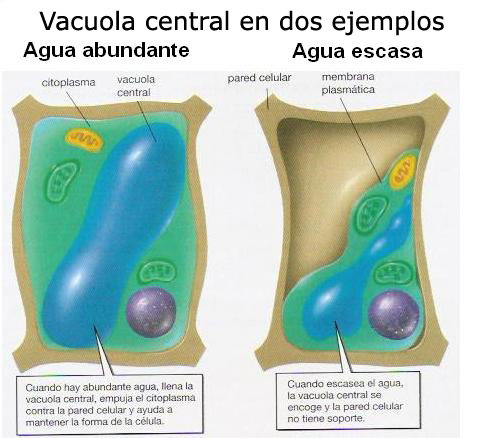 Vacuola central en dos ejemplos
Agua abundante
Agua escasa
citoplasma
vacuola
central
pared celular
membrana
plasmática
Cuando hay abundante agua, llena la
vacuola central, empuja el citoplasma
contra la pared celular y ayuda a
mantener la forma de la célula.
Cuando escasea el agua,
la vacuola central se
encoge y la pared celular
no tiene soporte.